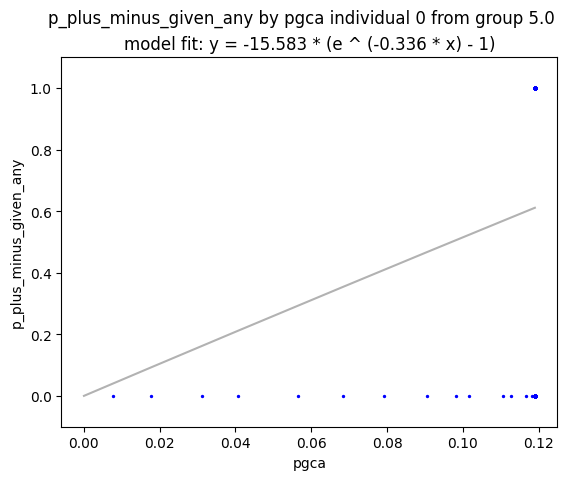 p_plus_minus_given_any by pgca individual 0 from group 5.0
model fit: y = -15.583 * (e ^ (-0.336 * x) - 1)
1.0
0.8
0.6
0.4
0.2
0.0
p_plus_minus_given_any
0.00 0.02 0.04 0.06 0.08 0.10 0.12
pgca